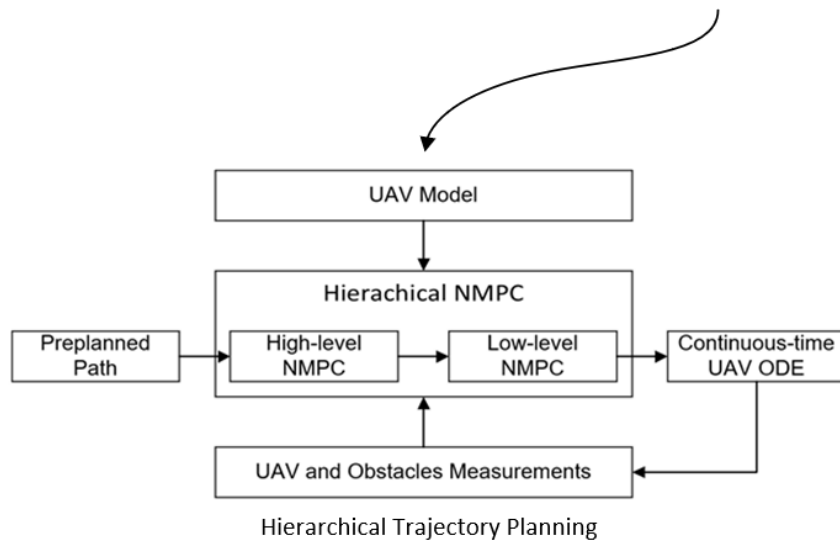 UAV Model
Hierachical NMPC
Preplanned
Path
High-level
NMPC
Low-level
NMPC
Continuous-time
UAV ODE
UAV and Obstacles Measurements
Hierarchical Trajectory Planning